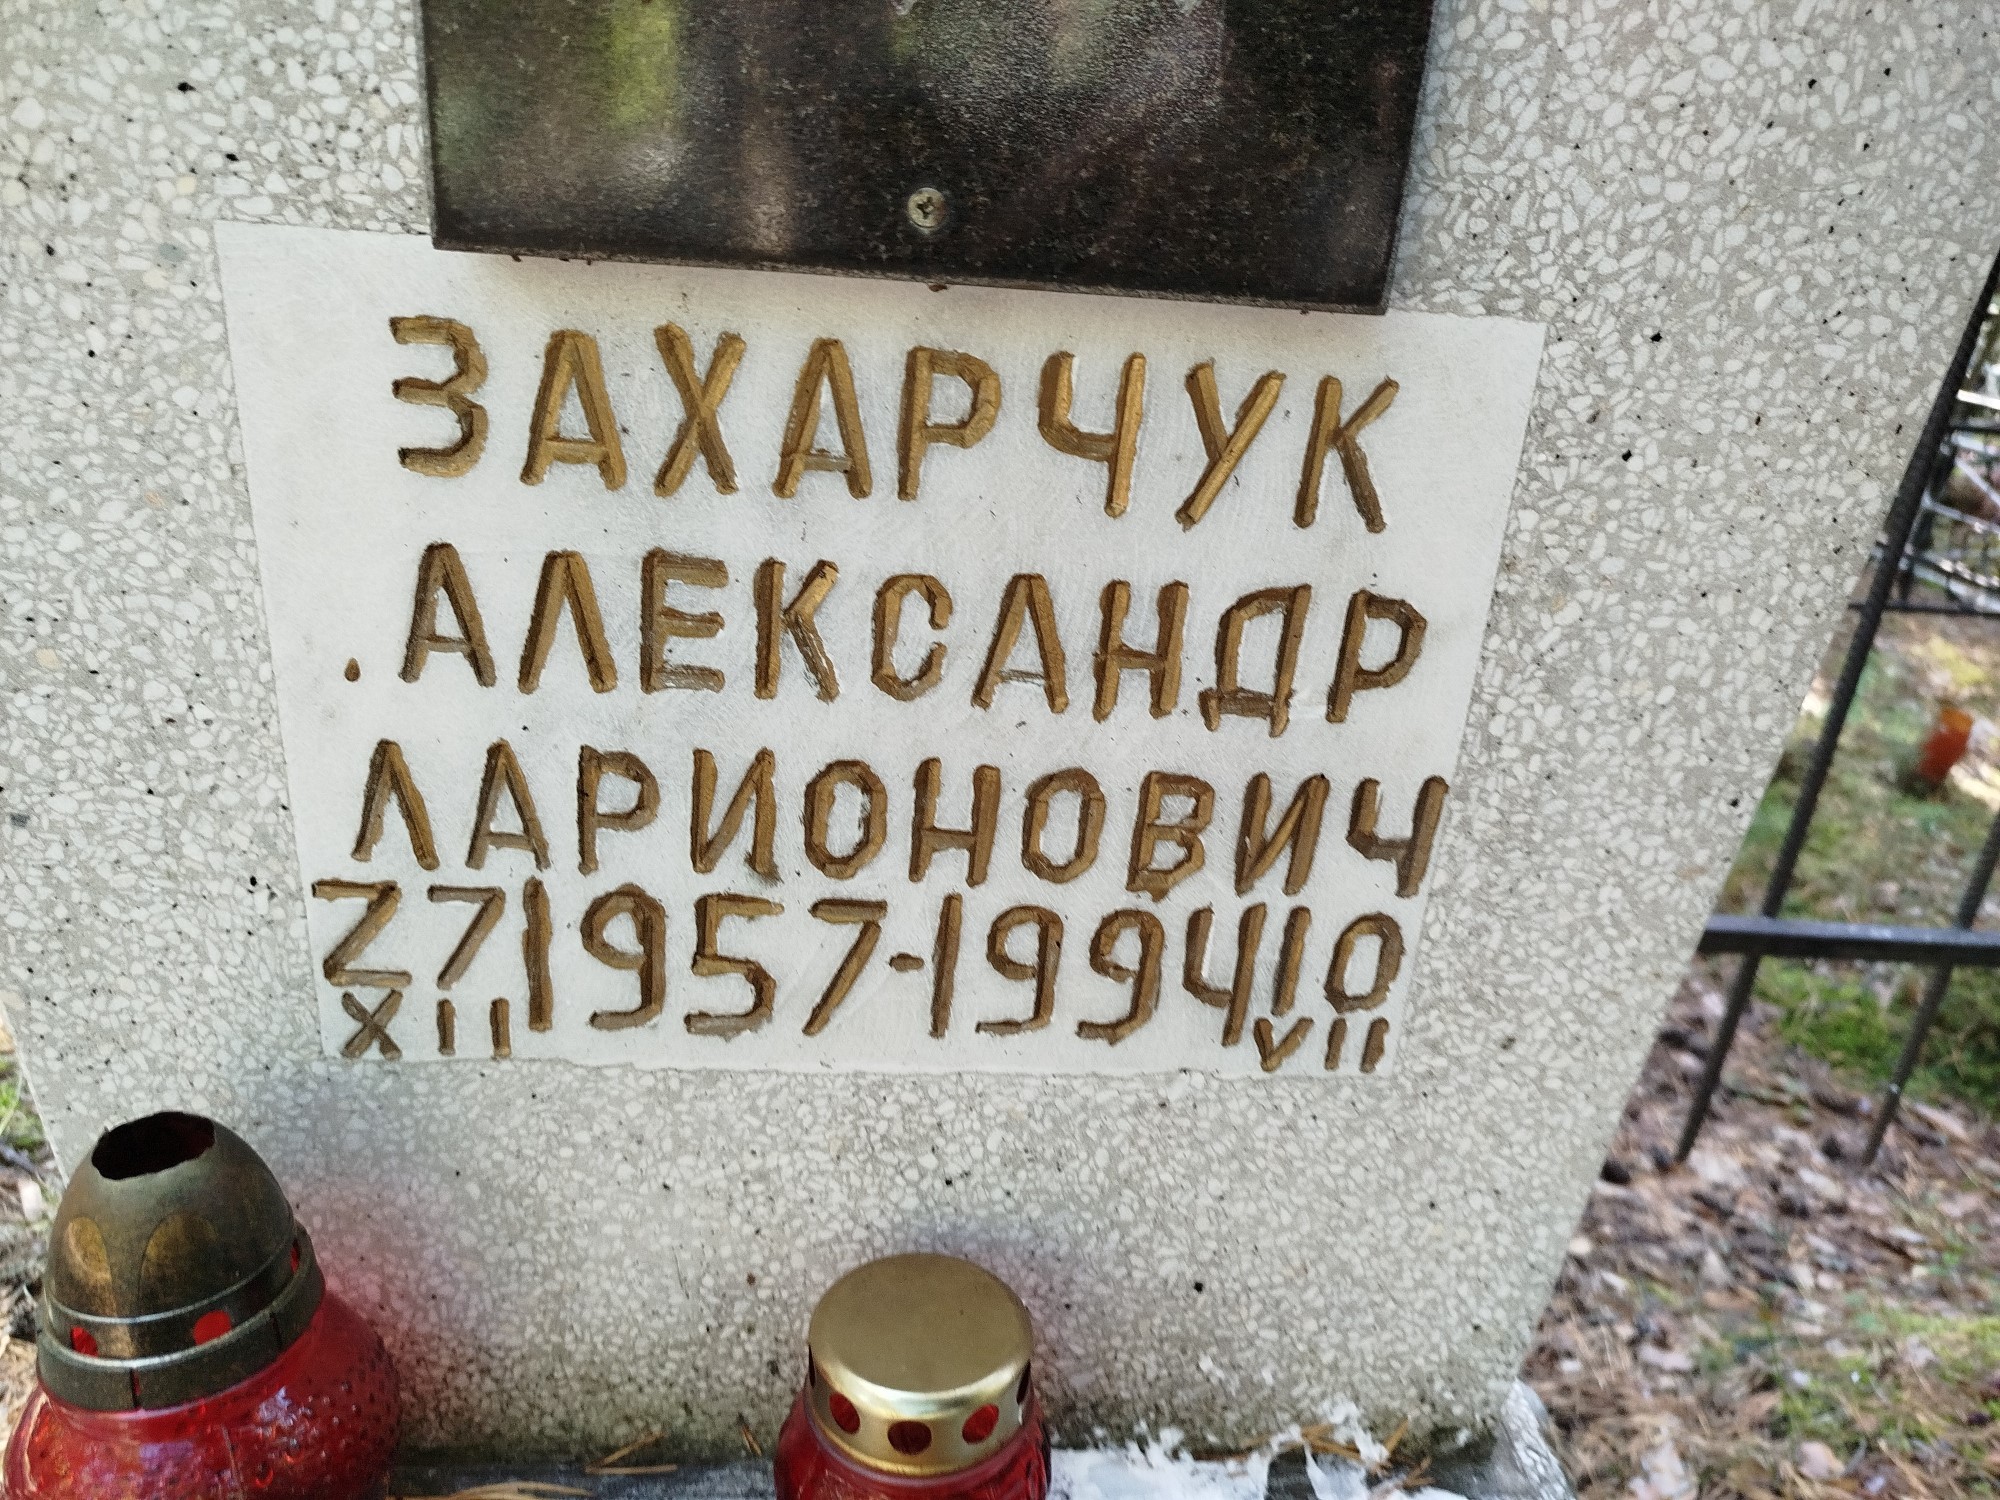 ЗАХАРЧУК
АЛЕКСАНДР
ЛАРИОНОВИЧ
27 1957-1994 10
XII VII